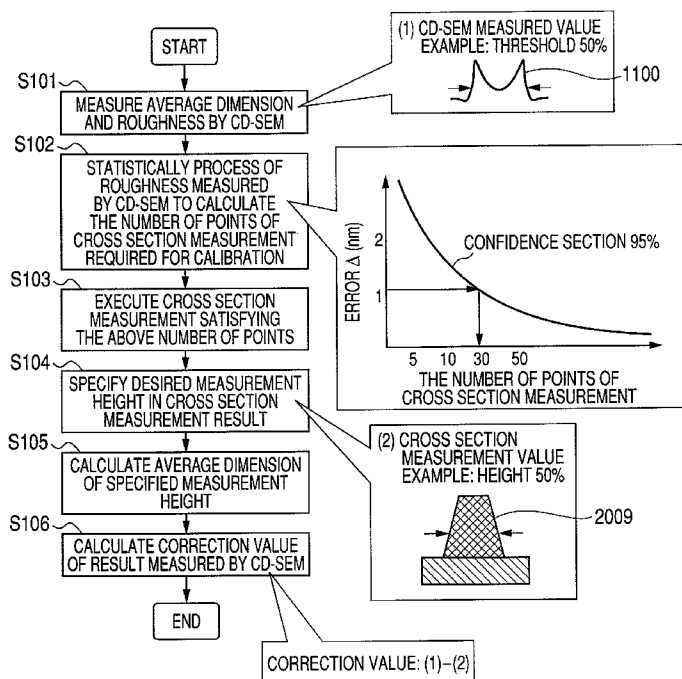 START
S101
MEASURE AVERAGE DIMENSION
AND ROUGHNESS BY CD-SEM
(1) CD-SEM MEASURED VALUE
EXAMPLE: THRESHOLD 50%
1100
S102
STATISTICALLY PROCESS OF
ROUGHNESS MEASURED
BY CD-SEM TO CALCULATE
THE NUMBER OF POINTS OF
CROSS SECTION MEASUREMENT
REQUIRED FOR CALIBRATION
ERROR Δ (nm)
2
1
CONFIDENCE SECTION 95%
5 10 30 50
THE NUMBER OF POINTS OF
CROSS SECTION MEASUREMENT
S103
EXECUTE CROSS SECTION
MEASUREMENT SATISFYING
THE ABOVE NUMBER OF POINTS
S104
SPECIFY DESIRED MEASUREMENT
HEIGHT IN CROSS SECTION
MEASUREMENT RESULT
(2) CROSS SECTION
MEASUREMENT VALUE
EXAMPLE: HEIGHT 50%
2009
S105
CALCULATE AVERAGE DIMENSION
OF SPECIFIED MEASUREMENT
HEIGHT
S106
CALCULATE CORRECTION VALUE
OF RESULT MEASURED BY CD-SEM
END
CORRECTION VALUE: (1)–(2)